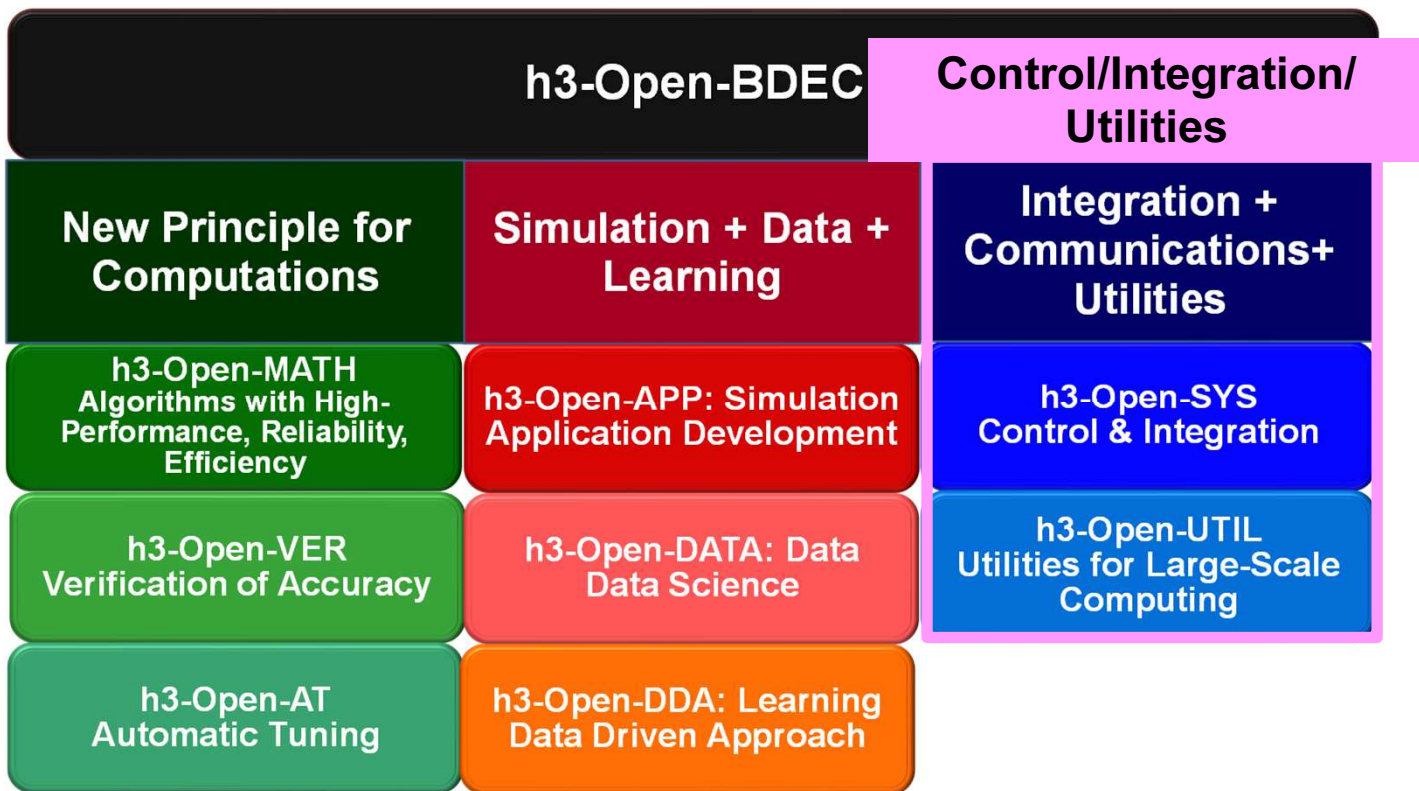 h3-Open-BDEC
Control/Integration/
Utilities
New Principle for
Computations
Simulation + Data +
Learning
Integration +
Communications+
Utilities
h3-Open-MATH
Algorithms with High-
Performance, Reliability,
Efficiency
h3-Open-APP: Simulation
Application Development
h3-Open-SYS
Control & Integration
h3-Open-VER
Verification of Accuracy
h3-Open-DATA: Data
Data Science
h3-Open-UTIL
Utilities for Large-Scale
Computing
h3-Open-AT
Automatic Tuning
h3-Open-DDA: Learning
Data Driven Approach